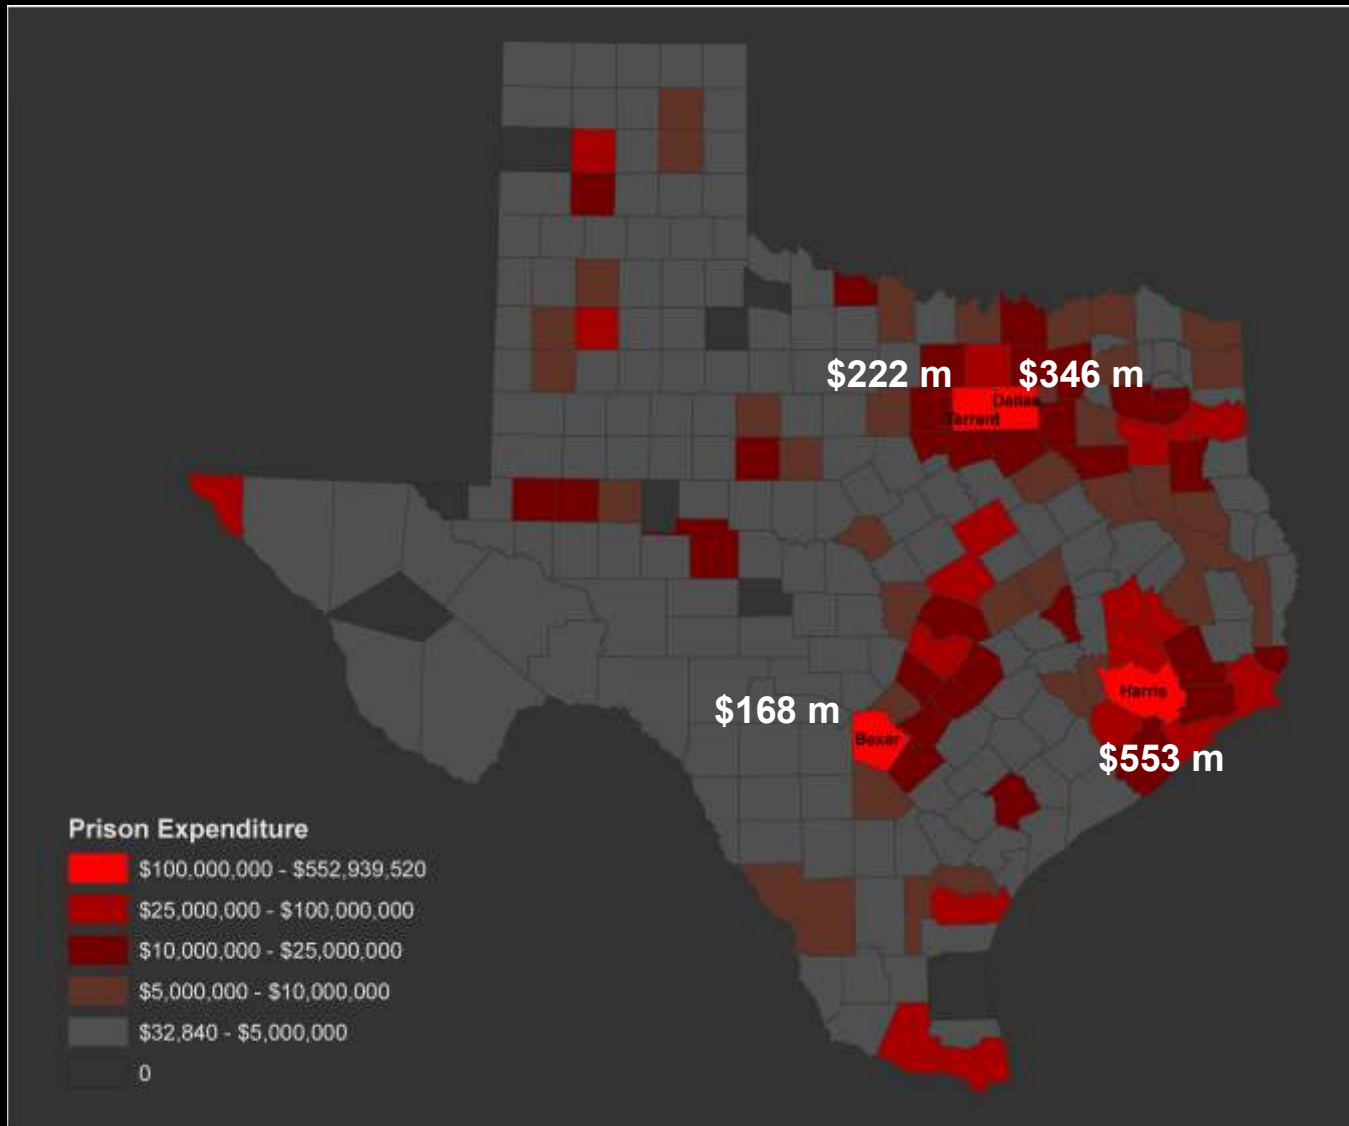 $222 m
$346 m
Dallas
Tarrant
Harris
$168 m
Bexar
$553 m
Prison Expenditure
$100,000,000 - $552,939,520
$25,000,000 - $100,000,000
$10,000,000 - $25,000,000
$5,000,000 - $10,000,000
$32,840 - $5,000,000
0